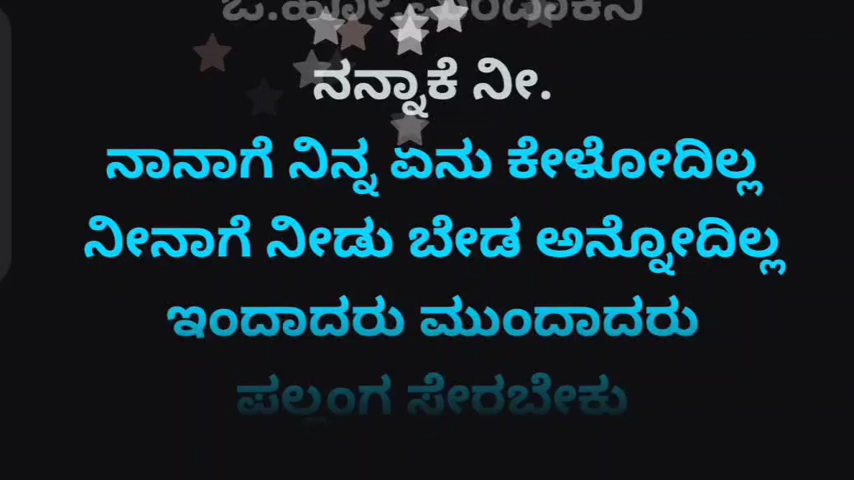 ನನ್ನಾಕೆ ನೀ.
ನಾನಾಗೆ ನಿನ್ನ ಏನು ಕೇಳೋದಿಲ್ಲ
ನೀನಾಗೆ ನೀಡು ಬೇಡ ಅನ್ನೋದಿಲ್ಲ
ಇಂದಾದರು ಮುಂದಾದರು
ಪಲ್ಲಂಗ ಸೇರಬೇಕು